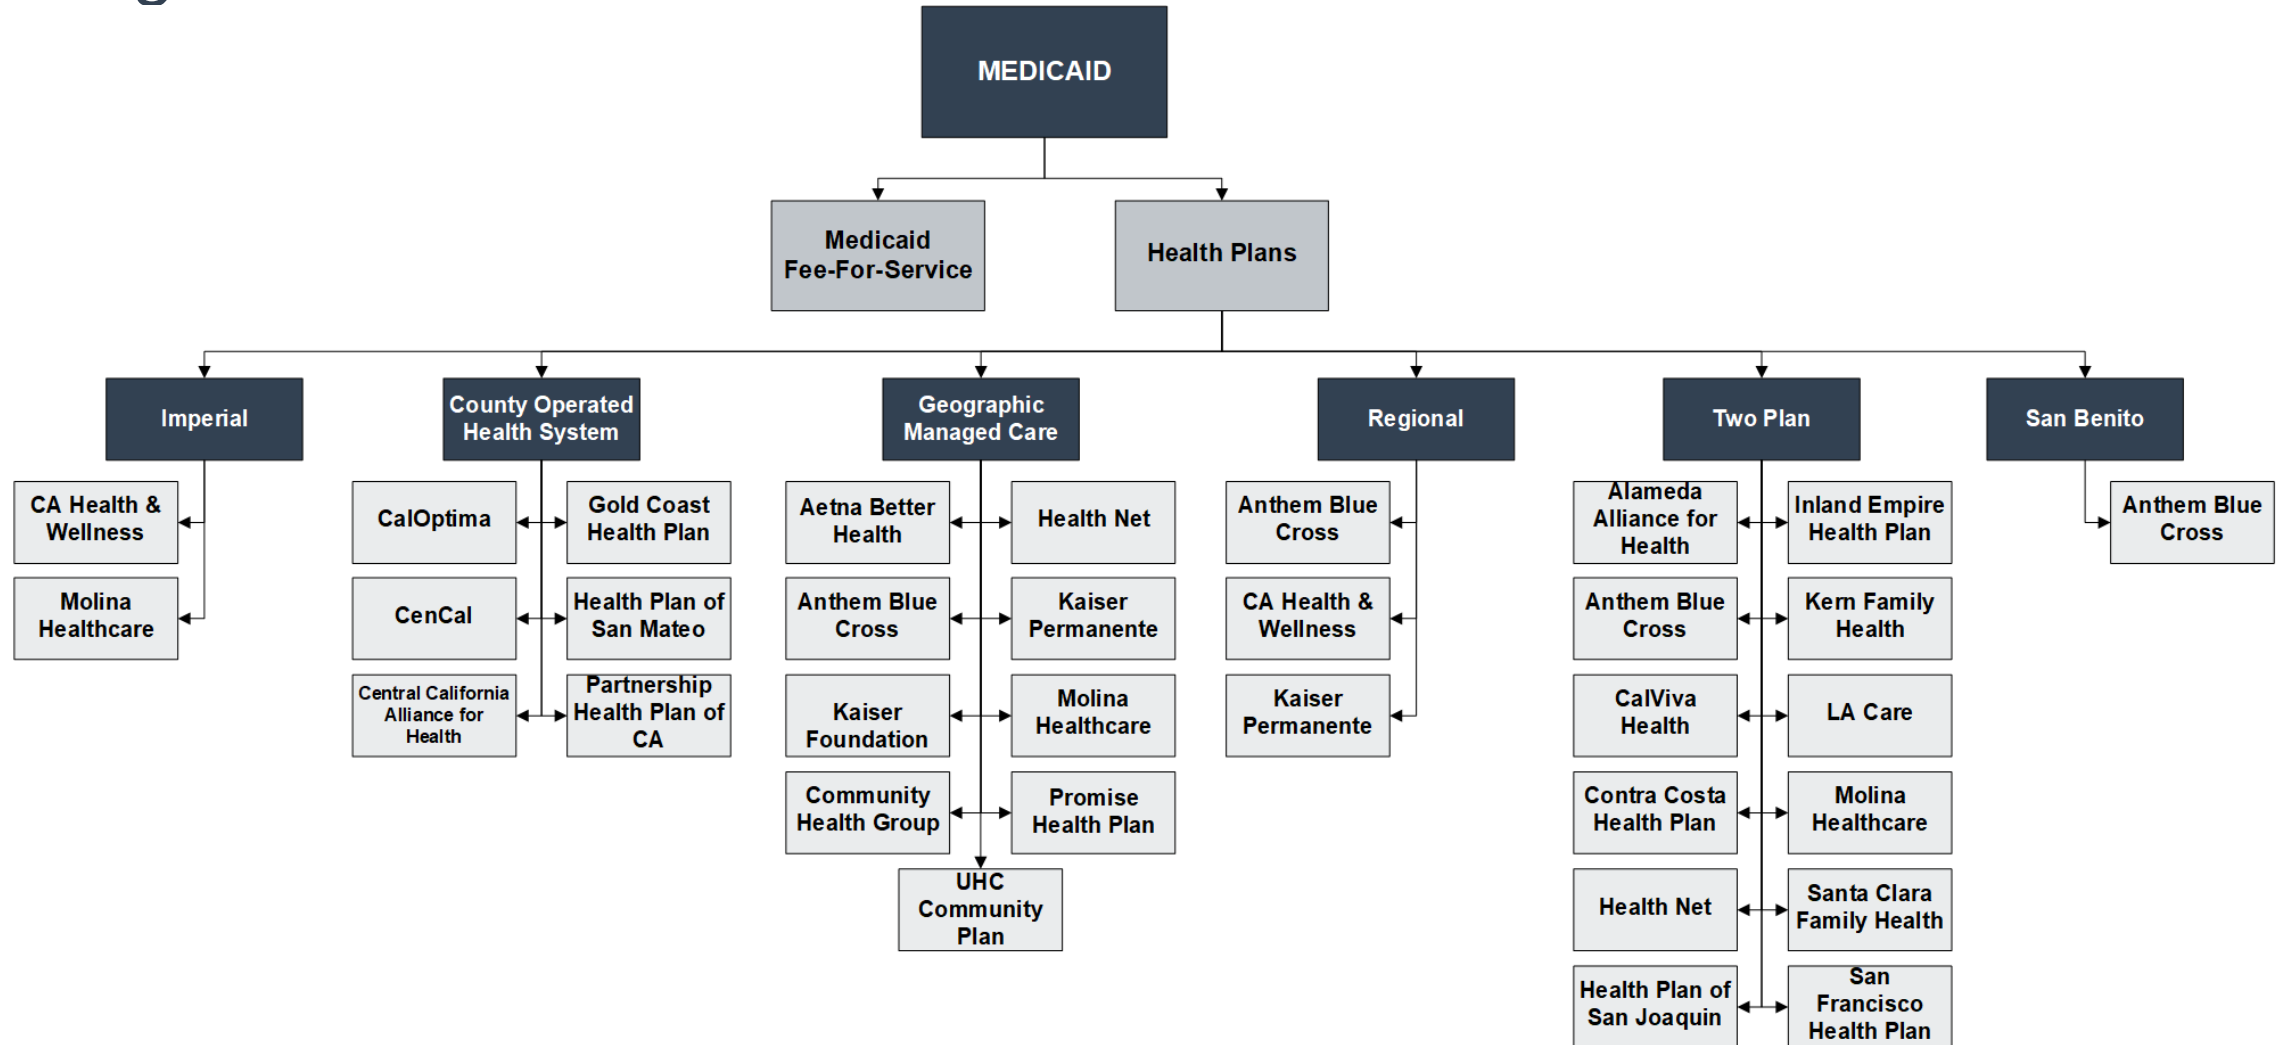 MEDICAID
Medicaid
Fee-For-Service
Health Plans
Imperial
County Operated
Health System
Geographic
Managed Care
Regional
Two Plan
San Benito
CA Health &
Wellness
Molina
Healthcare
CalOptima
Gold Coast
Health Plan
CenCal
Health Plan of
San Mateo
Central California
Alliance for
Health
Partnership
Health Plan of
CA
Aetna Better
Health
Health Net
Anthem Blue
Cross
Kaiser
Permanente
Kaiser
Foundation
Molina
Healthcare
Community
Health Group
Promise
Health Plan
UHC
Community
Plan
Anthem Blue
Cross
CA Health &
Wellness
Kaiser
Permanente
Alameda
Alliance for
Health
Inland Empire
Health Plan
Anthem Blue
Cross
Kern Family
Health
CalViva
Health
LA Care
Contra Costa
Health Plan
Molina
Healthcare
Health Net
Santa Clara
Family Health
Health Plan of
San Joaquin
San
Francisco
Health Plan
Anthem Blue
Cross